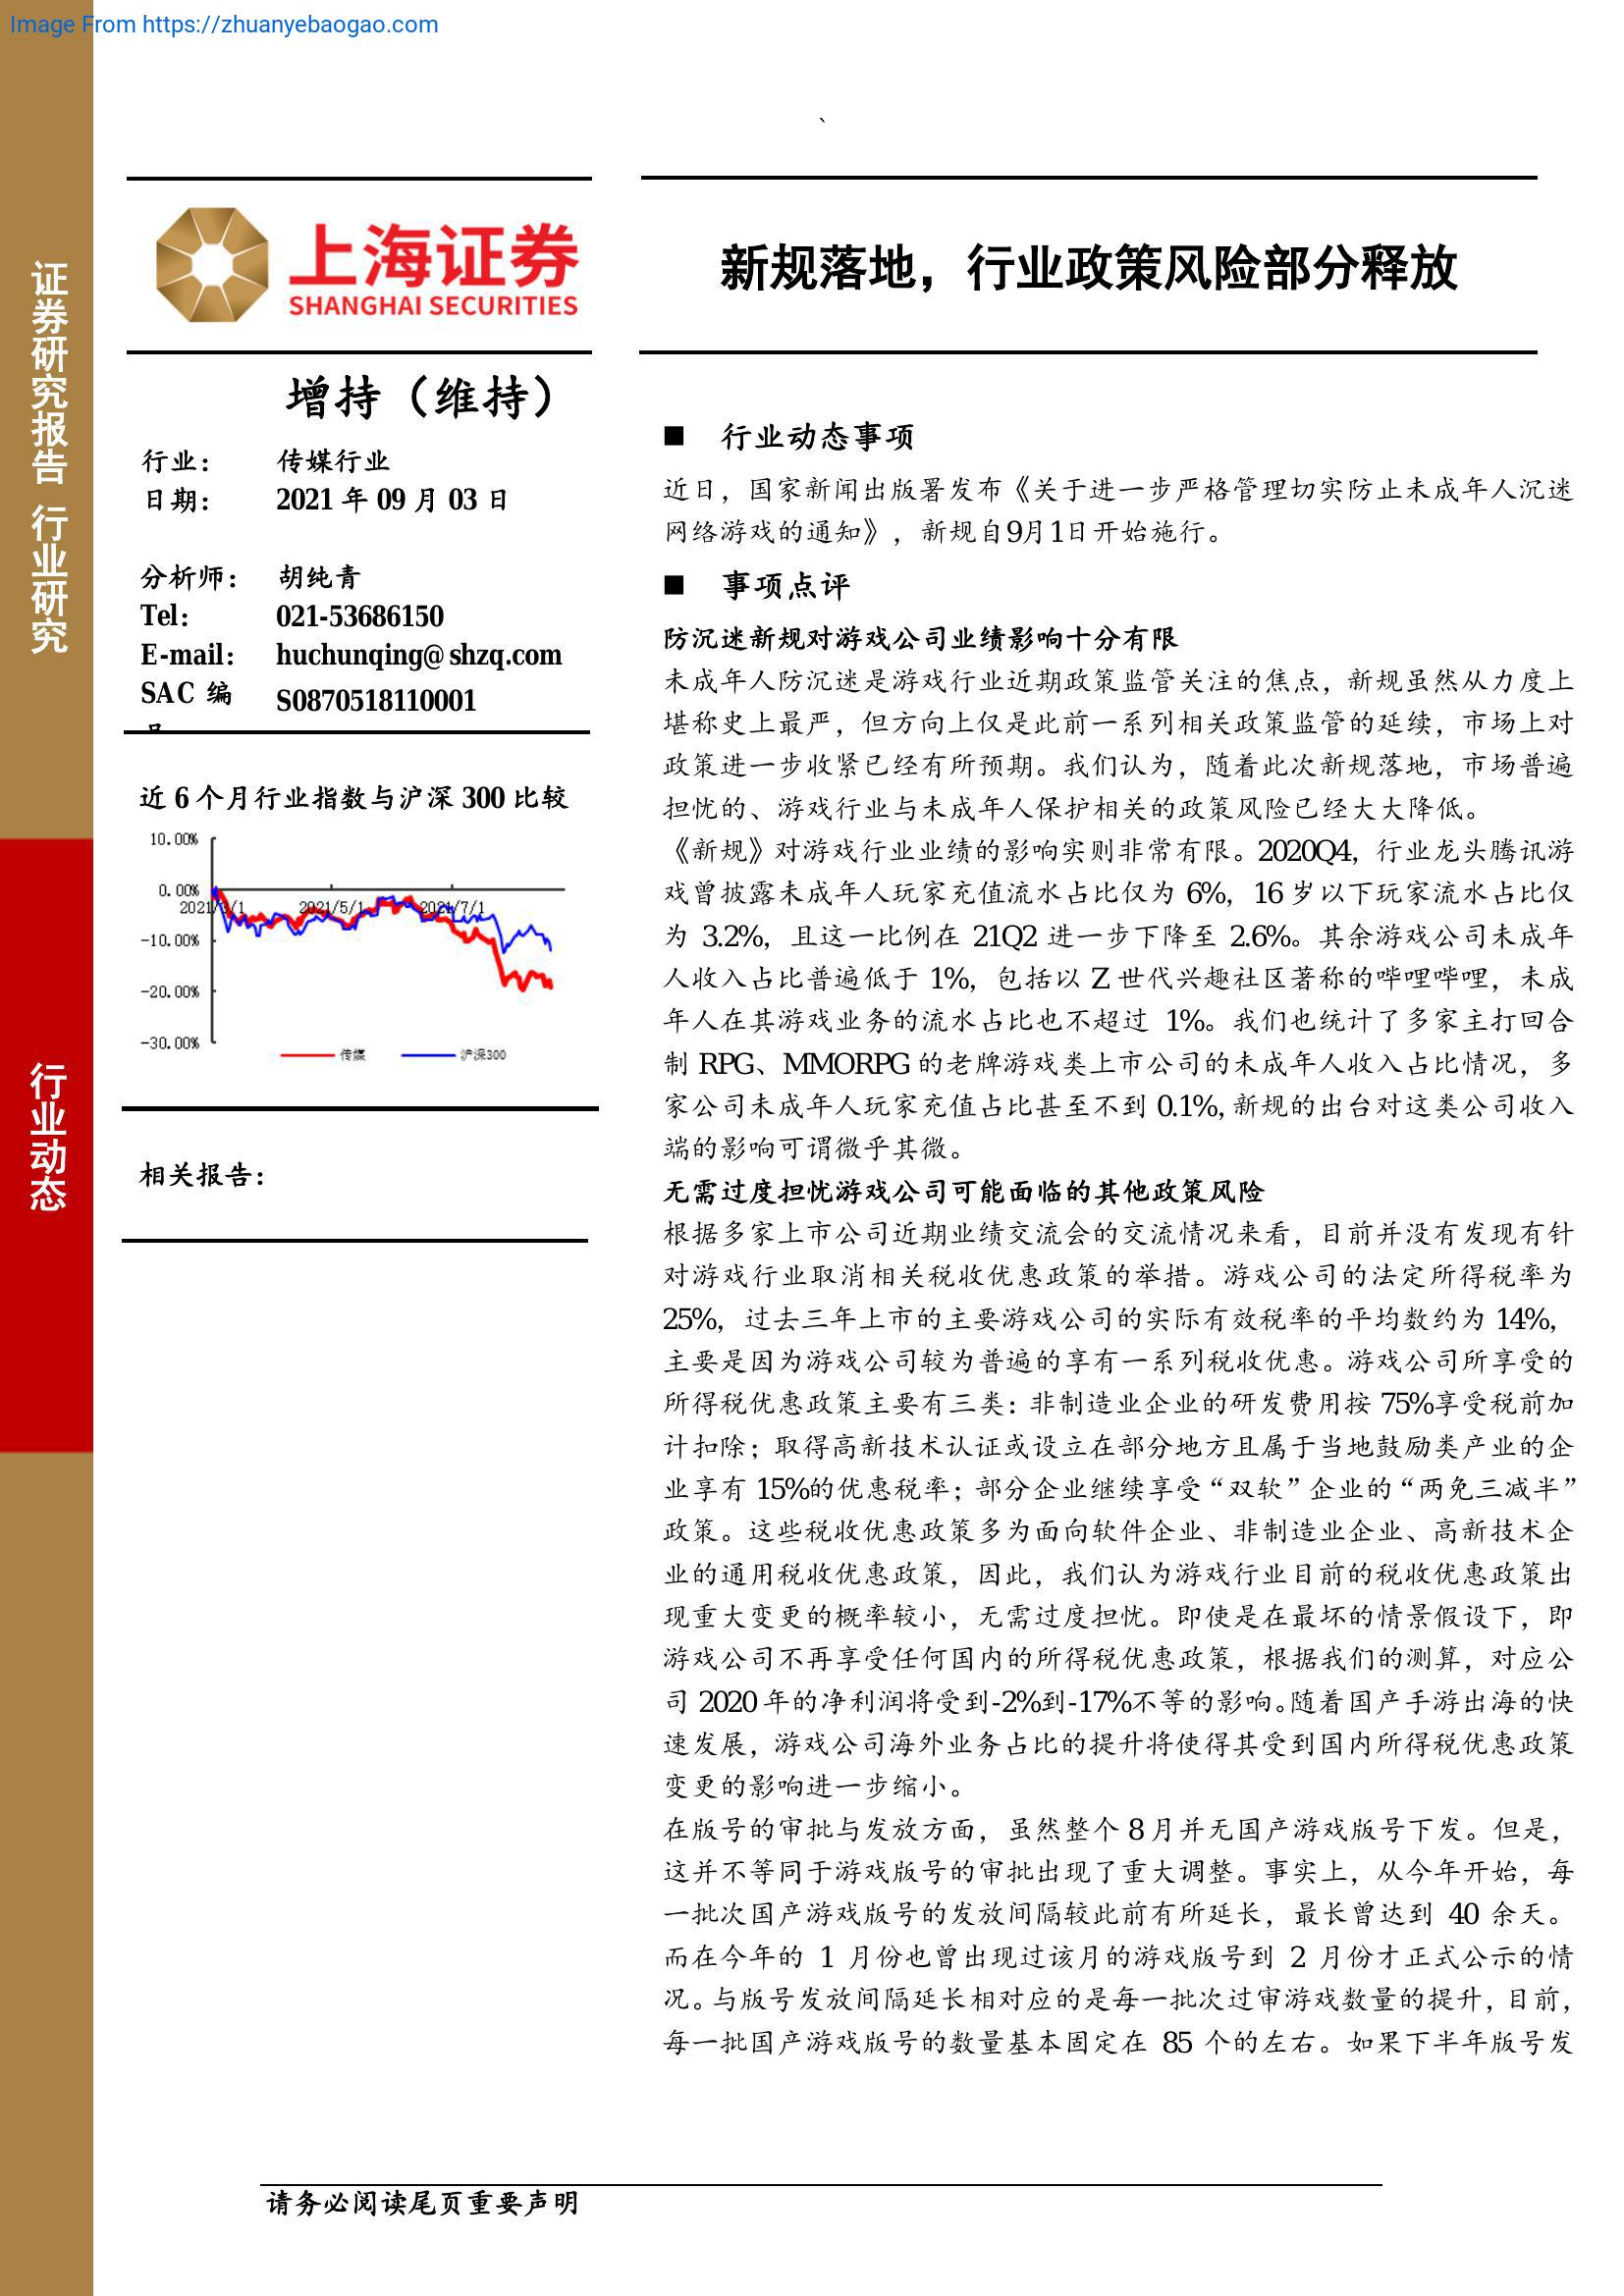 Image From https://zhuanyebaogao.com
、
证券研究报告 行业研究
行业动态
上海证券
SHANGHAI SECURITIES
新规落地，行业政策风险部分释放
增持（维持）
行业： 传媒行业
日期： 2021 年 09 月 03 日
分析师： 胡纯青
Tel： 021-53686150
E-mail： huchunqing@shzq.com
SAC 编 S0870518110001
近 6 个月行业指数与沪深 300 比较
10.00%
0.00%
2021/3/1 2021/5/1 2021/7/1
-10.00%
-20.00%
-30.00%
传媒 沪深300
相关报告：
■ 行业动态事项
近日，国家新闻出版署发布《关于进一步严格管理切实防止未成年人沉迷
网络游戏的通知》，新规自9月1日开始施行。
■ 事项点评
防沉迷新规对游戏公司业绩影响十分有限
未成年人防沉迷是游戏行业近期政策监管关注的焦点，新规虽然从力度上
堪称史上最严，但方向上仅是此前一系列相关政策监管的延续，市场上对
政策进一步收紧已经有所预期。我们认为，随着此次新规落地，市场普遍
担忧的、游戏行业与未成年人保护相关的政策风险已经大大降低。
《新规》对游戏行业业绩的影响实则非常有限。2020Q4，行业龙头腾讯游
戏曾披露未成年人玩家充值流水占比仅为 6%，16 岁以下玩家流水占比仅
为 3.2%，且这一比例在 21Q2 进一步下降至 2.6%。其余游戏公司未成年
人收入占比普遍低于 1%，包括以 Z 世代兴趣社区著称的哔哩哔哩，未成
年人在其游戏业务的流水占比也不超过 1%。我们也统计了多家主打回合
制 RPG、MMORPG 的老牌游戏类上市公司的未成年人收入占比情况，多
家公司未成年人玩家充值占比甚至不到 0.1%,新规的出台对这类公司收入
端的影响可谓微乎其微。
无需过度担忧游戏公司可能面临的其他政策风险
根据多家上市公司近期业绩交流会的交流情况来看，目前并没有发现有针
对游戏行业取消相关税收优惠政策的举措。游戏公司的法定所得税率为
25%，过去三年上市的主要游戏公司的实际有效税率的平均数约为 14%，
主要是因为游戏公司较为普遍的享有一系列税收优惠。游戏公司所享受的
所得税优惠政策主要有三类：非制造业企业的研发费用按 75%享受税前加
计扣除；取得高新技术认证或设立在部分地方且属于当地鼓励类产业的企
业享有 15%的优惠税率；部分企业继续享受“双软”企业的“两免三减半”
政策。这些税收优惠政策多为面向软件企业、非制造业企业、高新技术企
业的通用税收优惠政策，因此，我们认为游戏行业目前的税收优惠政策出
现重大变更的概率较小，无需过度担忧。即使是在最坏的情景假设下，即
游戏公司不再享受任何国内的所得税优惠政策，根据我们的测算，对应公
司 2020 年的净利润将受到-2%到-17%不等的影响。随着国产手游出海的快
速发展，游戏公司海外业务占比的提升将使得其受到国内所得税优惠政策
变更的影响进一步缩小。
在版号的审批与发放方面，虽然整个 8 月并无国产游戏版号下发。但是，
这并不等同于游戏版号的审批出现了重大调整。事实上，从今年开始，每
一批次国产游戏版号的发放间隔较此前有所延长，最长曾达到 40 余天。
而在今年的 1 月份也曾出现过该月的游戏版号到 2 月份才正式公示的情
况。与版号发放间隔延长相对应的是每一批次过审游戏数量的提升，目前，
每一批国产游戏版号的数量基本固定在 85 个的左右。如果下半年版号发
请务必阅读尾页重要声明